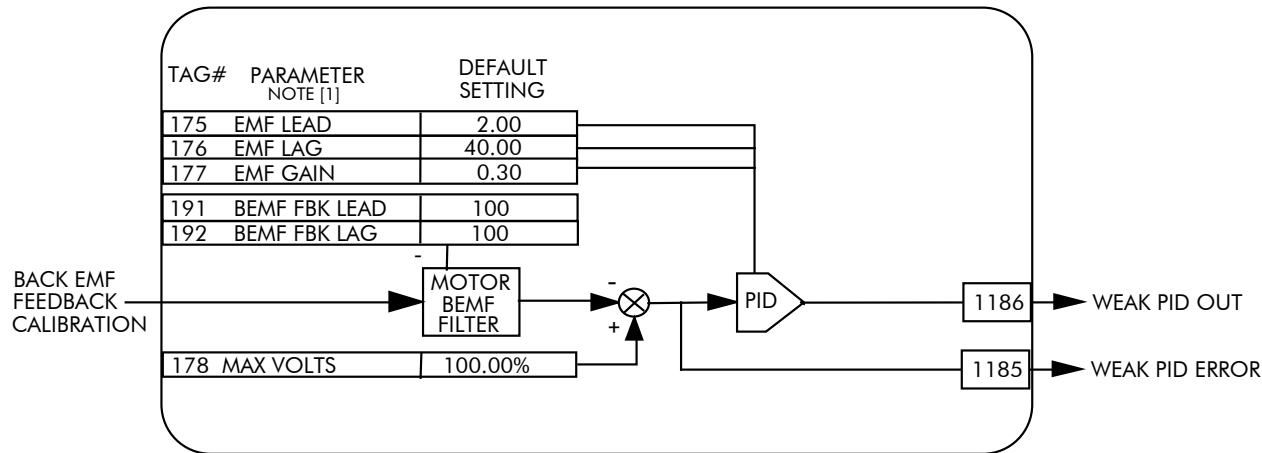 TAG# PARAMETER DEFAULT
NOTE [1] SETTING
175 EMF LEAD 2.00
176 EMF LAG 40.00
177 EMF GAIN 0.30
191 BEMF FBK LEAD 100
192 BEMF FBK LAG 100
-
BACK EMF
FEEDBACK
CALIBRATION
MOTOR
BEMF
FILTER
-
+
PID
1186 WEAK PID OUT
178 MAX VOLTS 100.00%
1185 WEAK PID ERROR